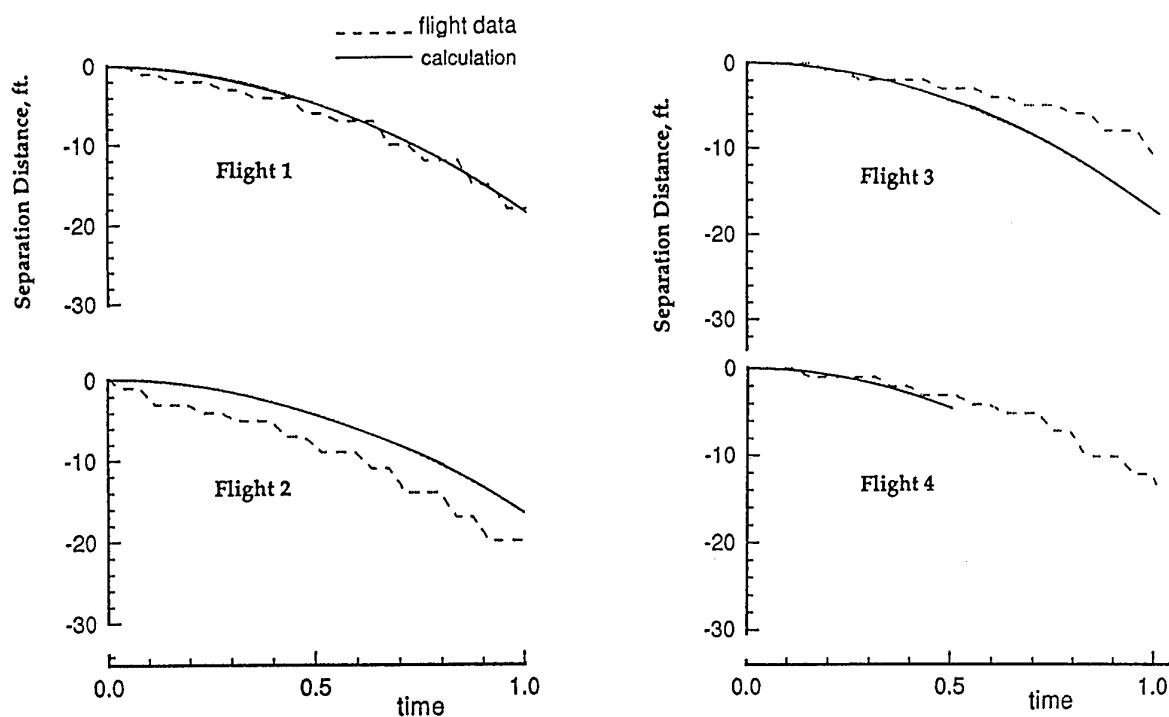 flight data
calculation
Separation Distance, ft.
0
-10
-20
-30
Flight 1
0
-10
-20
-30
Flight 2
0.0
0.5
1.0
time
Separation Distance, ft.
0
-10
-20
-30
Flight 3
0
-10
-20
-30
Flight 4
0.0
0.5
1.0
time